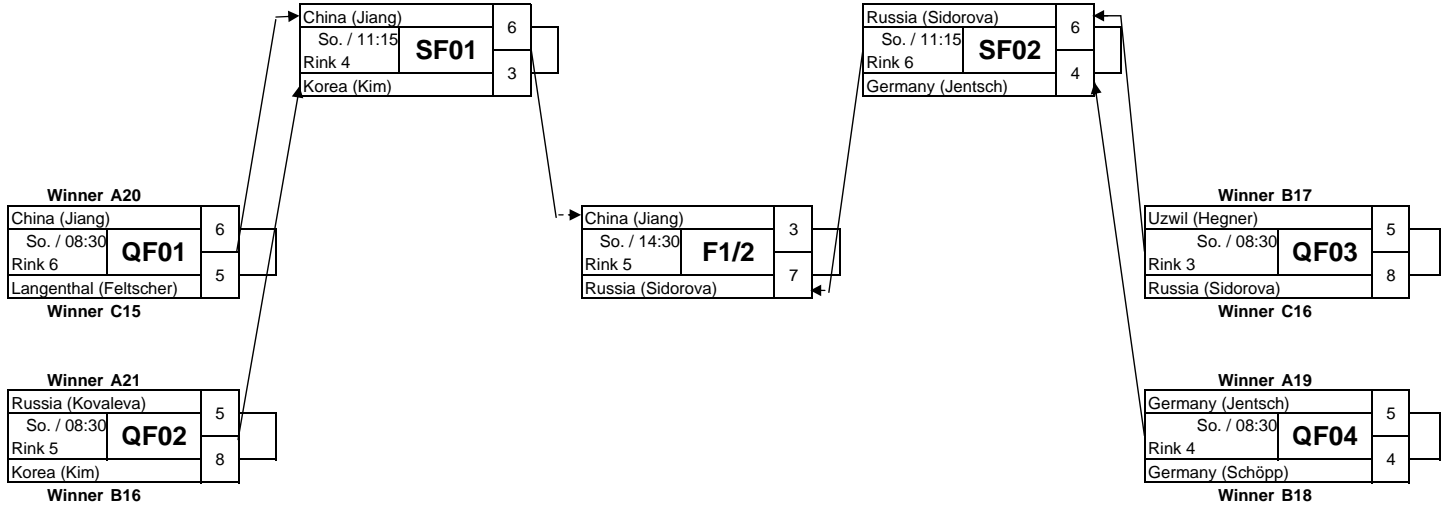 China (Jiang)
6
So. / 11:15
SF01
Rink 4
3
Korea (Kim)
Russia (Sidorova)
6
So. / 11:15
SF02
Rink 6
4
Germany (Jentsch)
Winner A20
China (Jiang)
6
So. / 08:30
QF01
Rink 6
5
Langenthal (Feltscher)
Winner C15
China (Jiang)
3
So. / 14:30
F1/2
Rink 5
7
Russia (Sidorova)
Winner B17
Uzwil (Hegner)
5
So. / 08:30
QF03
Rink 3
8
Russia (Sidorova)
Winner C16
Winner A21
Russia (Kovaleva)
5
So. / 08:30
QF02
Rink 5
8
Korea (Kim)
Winner B16
Winner A19
Germany (Jentsch)
5
So. / 08:30
QF04
Rink 4
4
Germany (Schöpp)
Winner B18